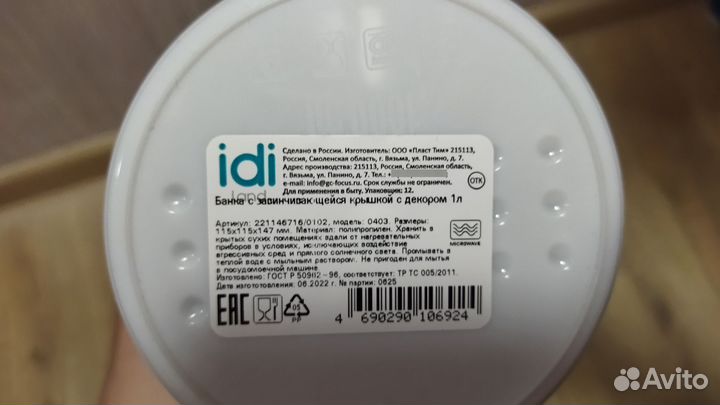 idi
land
Сделано в России. Изготовитель: ООО «Пласт Тим» 215113,
Россия, Смоленская область, г. Вязьма, ул. Панино, д. 7.
Адрес производства: 215113, Россия, Смоленская область,
г. Вязьма, ул. Панино, д. 7. Тел.: +
e-mail: info@gc-focus.ru. Срок службы не ограничен.
Для применения в быту. Упаковщик: 12.
ОТК
Банка с завинчивающейся крышкой с декором 1л
Артикул: 221146716/0102, модель: 0403. Размеры:
115х115х147 мм. Материал: полипропилен. Хранить в
крытых сухих помещениях вдали от нагревательных
приборов в условиях, исключающих воздействие
агрессивных сред и прямого солнечного света. Промывать в
теплой воде с мыльным раствором. Не пригоден для мытья
в посудомоечной машине.
Изготовлено: ГОСТ Р 50962-96, соответствует: ТР ТС 005/2011.
Дата изгототовления: 06.2022 г. № партии: 0625
MICROWAVE
EAC
05
PP
4 690290 106924
Avito